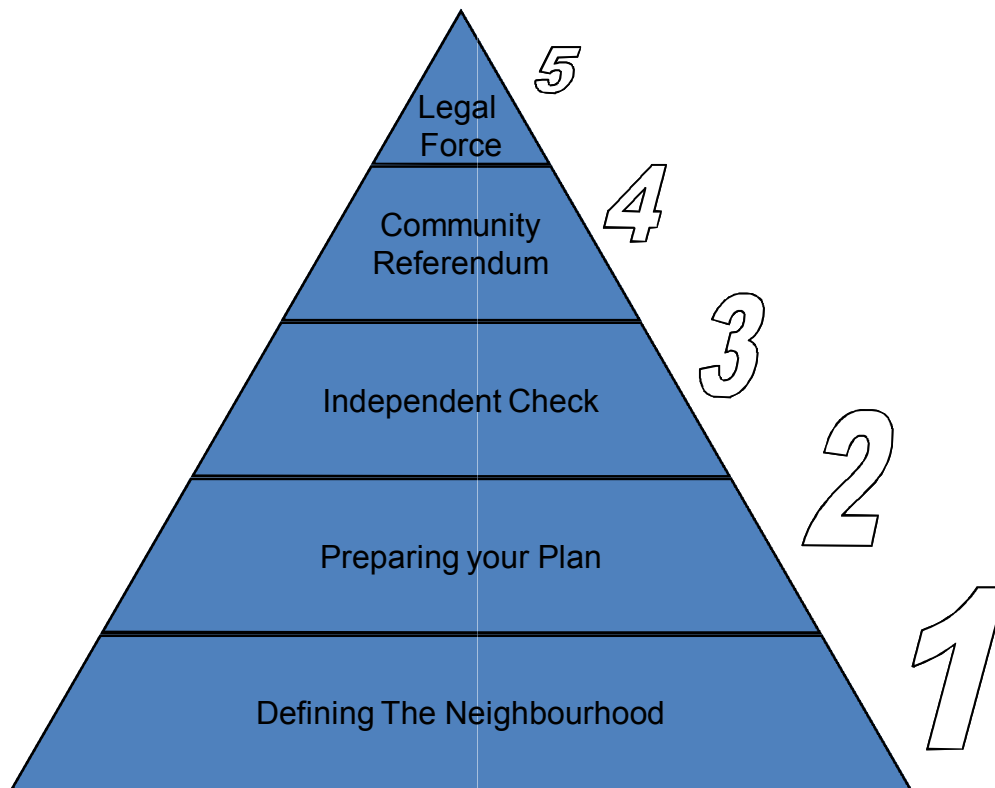 5
Legal
Force
4
Community
Referendum
3
Independent Check
2
Preparing your Plan
1
Defining The Neighbourhood